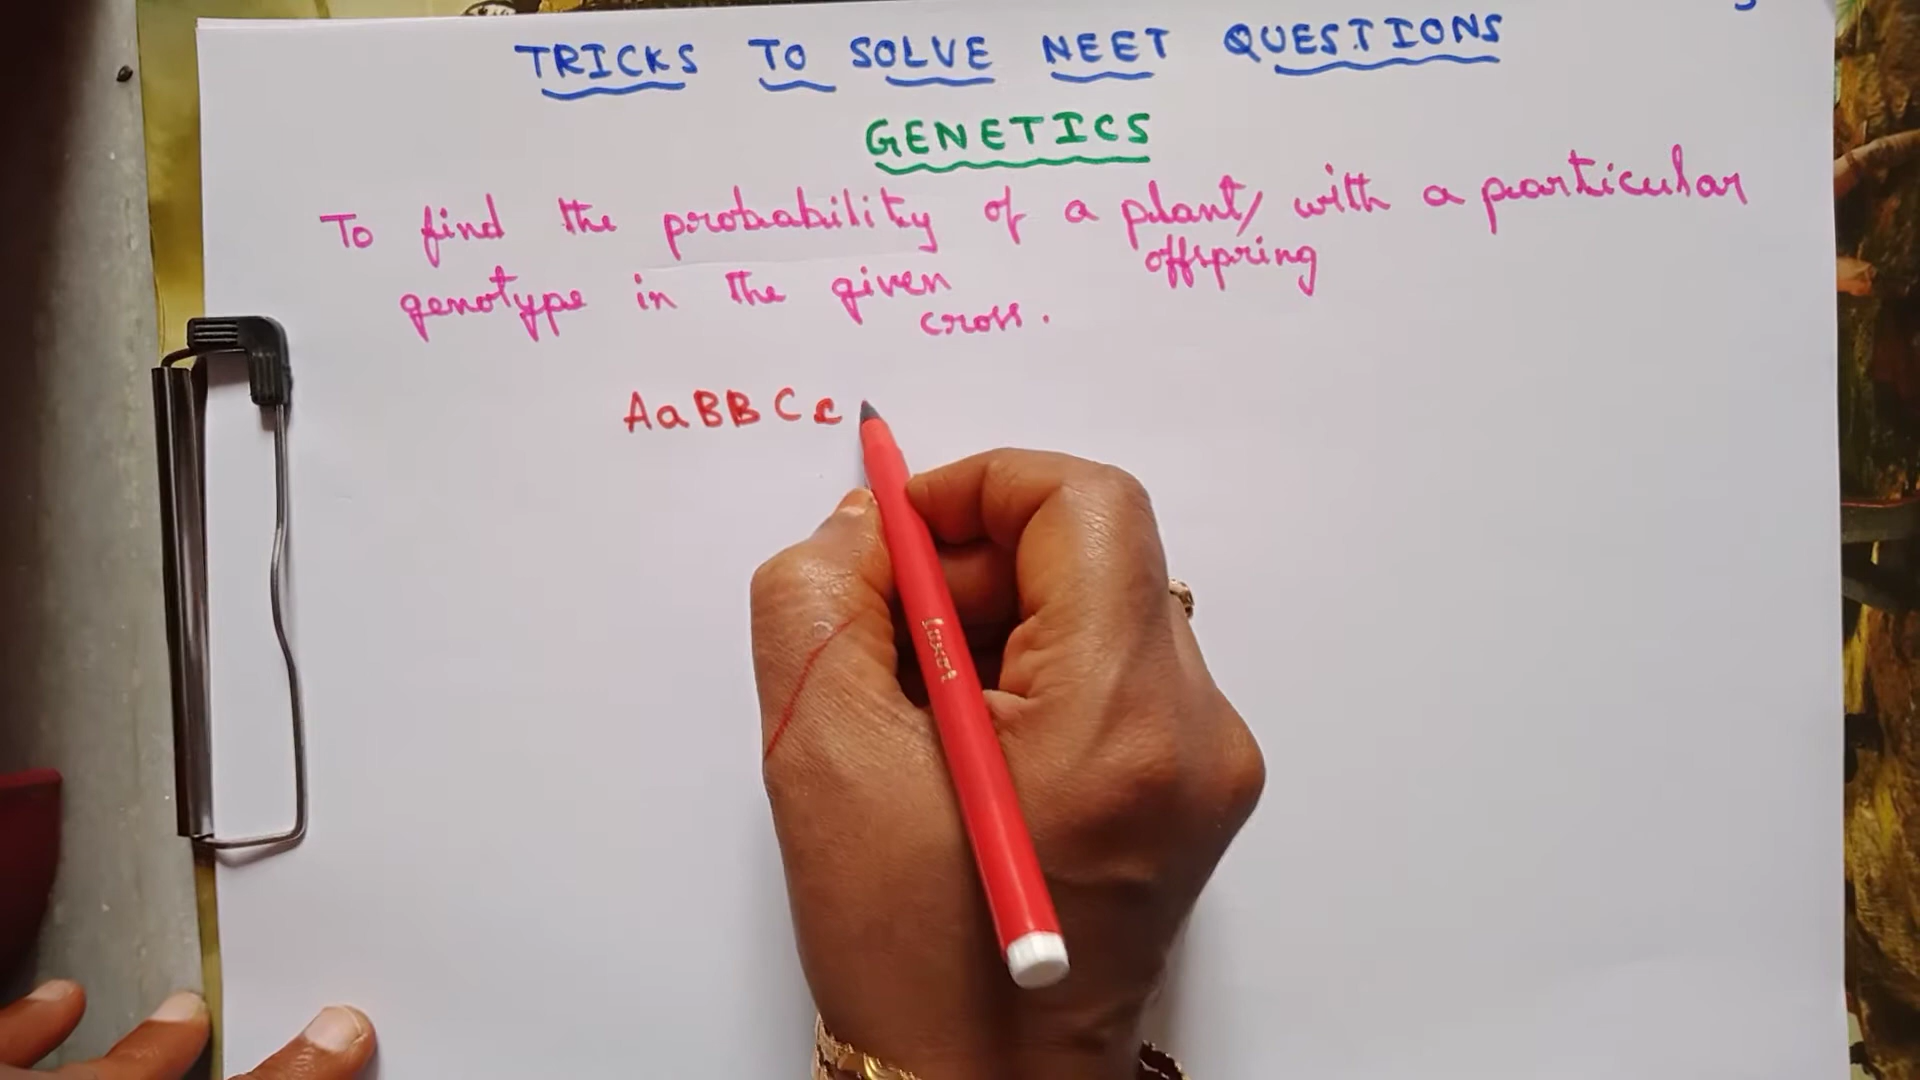 TRICKS TO SOLVE NEET QUESTIONS
GENETICS
To find the probability of a plant/ with a particular
offspring
genotype in the given
cross.
AaBBCc
luxor